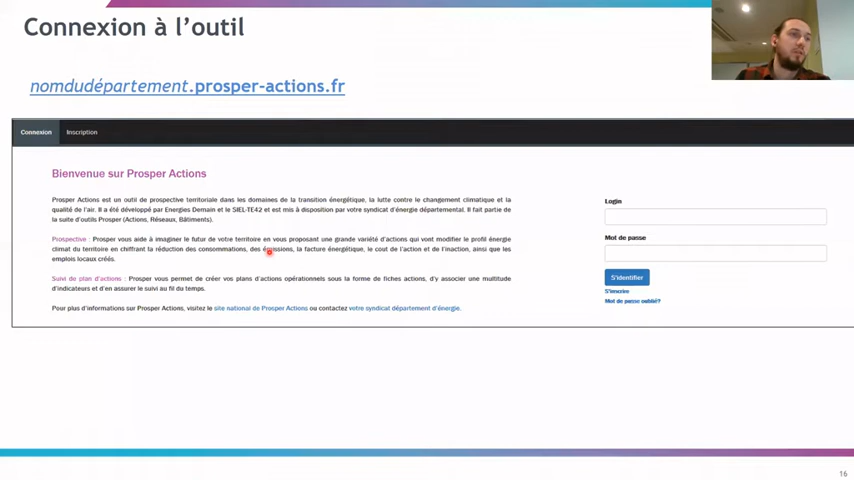 Connexion à l'outil
nomdudépartement.prosper-actions.fr
Connexion
Inscription
Bienvenue sur Prosper Actions
Prosper Actions est un outil de prospective territoriale dans les domaines de la transition énergétique, la lutte contre le changement climatique et la
qualité de l'air. Il a été développé par Energies Demain et le SIEL-TE42 et est mis à disposition par votre syndicat d'énergie départemental. Il fait partie de
la suite d'outils Prosper (Actions, Réseaux, Bâtiments).
Prospective : Prosper vous aide à imaginer le futur de votre territoire en vous proposant une grande variété d'actions qui vont modifier le profil énergie
climat du territoire en chiffrant la réduction des consommations, des émissions, la facture énergétique, le cout de l'action et de l'inaction, ainsi que les
emplois locaux créés.
Suivi de plan d'actions : Prosper vous permet de créer vos plans d'actions opérationnels sous la forme de fiches actions, d'y associer une multitude
d'indicateurs et d'en assurer le suivi au fil du temps.
Pour plus d'informations sur Prosper Actions, visitez le site national de Prosper Actions ou contactez votre syndicat département d'énergie.
Login
Mot de passe
S'identifier
S'inscrire
Mot de passe oublié?
16